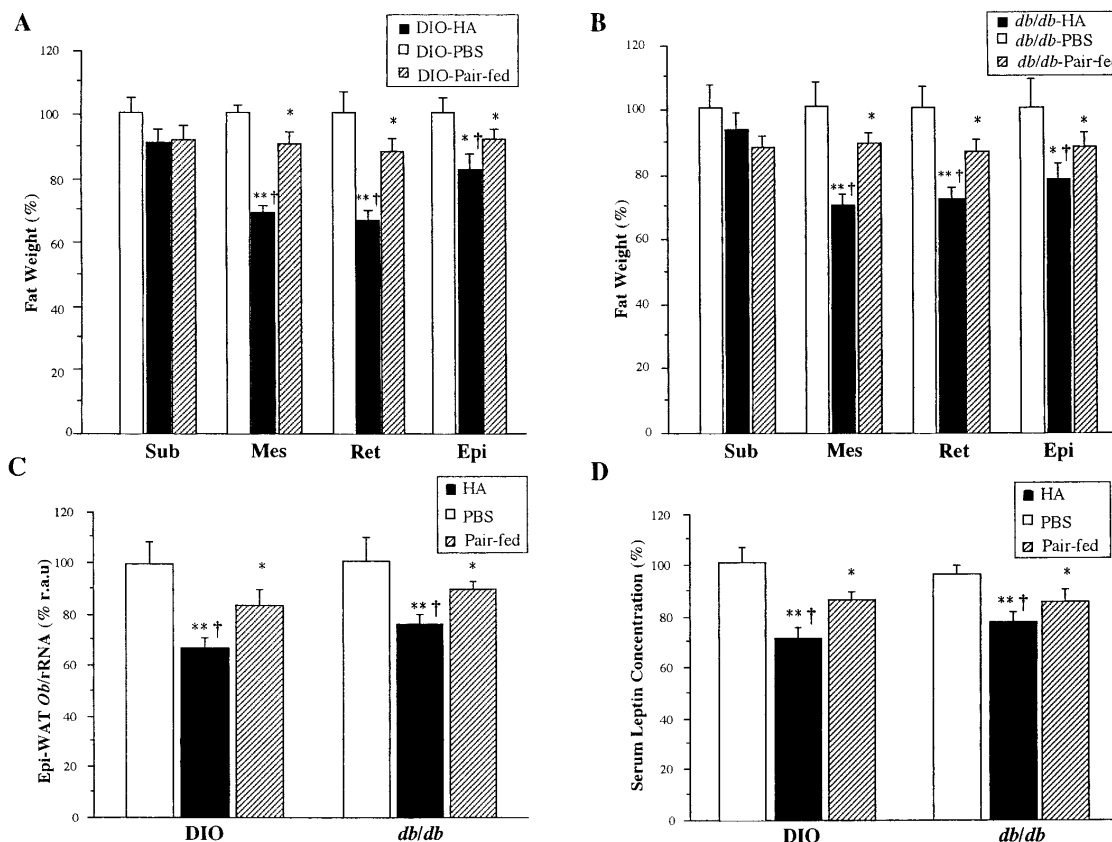 A
DIO-HA
DIO-PBS
DIO-Pair-fed
Fat Weight (%)
120
100
80
60
40
20
0
** †
*
** †
*
* †
*
Sub Mes Ret Epi
B
db/db-HA
db/db-PBS
db/db-Pair-fed
Fat Weight (%)
120
100
80
60
40
20
0
** †
*
** †
*
* †
*
Sub Mes Ret Epi
C
HA
PBS
Pair-fed
Epi-WAT Ob/rRNA (% r.a.u)
120
100
80
60
40
20
0
** †
*
** †
*
DIO db/db
D
HA
PBS
Pair-fed
Serum Leptin Concentration (%)
120
100
80
60
40
20
0
** †
*
** †
*
DIO db/db